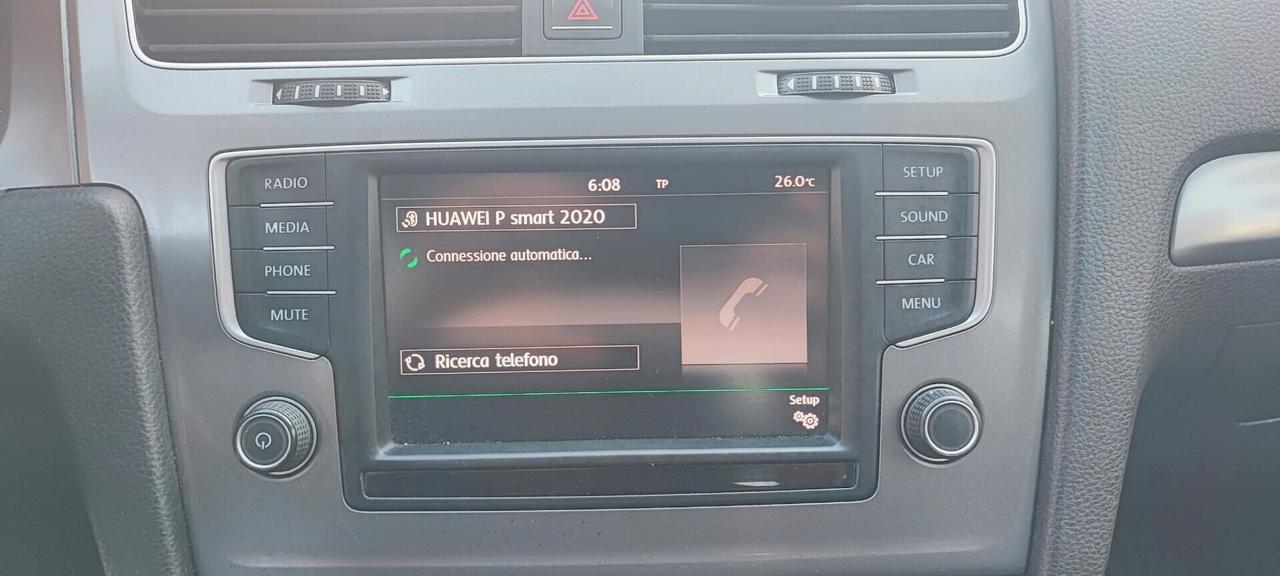 RADIO
MEDIA
PHONE
MUTE
6:08 TP 26.0°C
HUAWEI P smart 2020
Connessione automatica...
Ricerca telefono
Setup
SETUP
SOUND
CAR
MENU